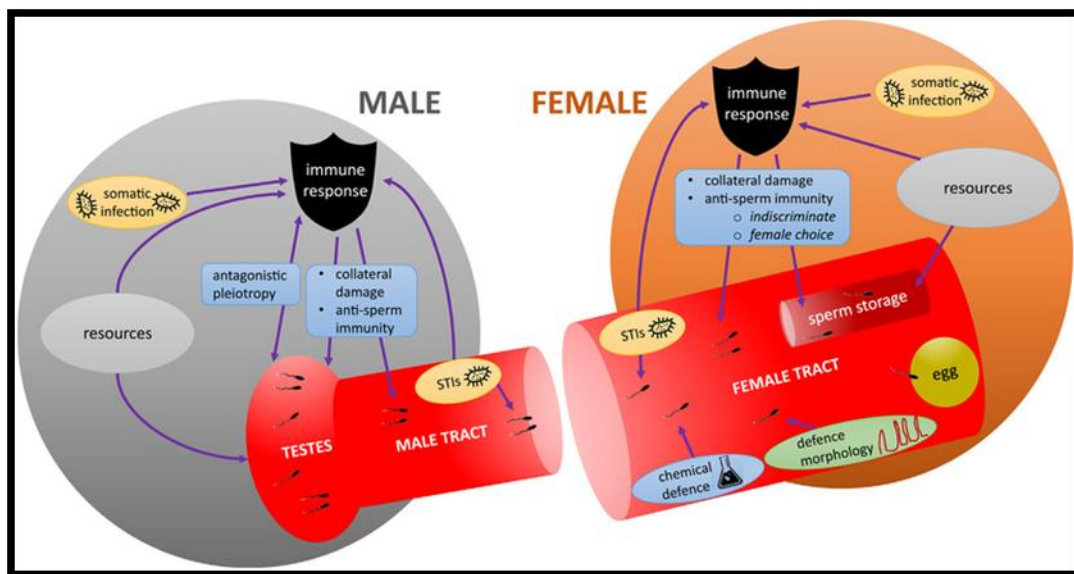 MALE
immune
response
somatic
infection
antagonistic
pleiotropy
• collateral
damage
• anti-sperm
immunity
resources
STIs
TESTES
MALE TRACT
FEMALE
immune
response
somatic
infection
resources
• collateral damage
• anti-sperm immunity
o indiscriminate
o female choice
sperm storage
STIs
FEMALE TRACT
egg
defence
morphology
chemical
defence